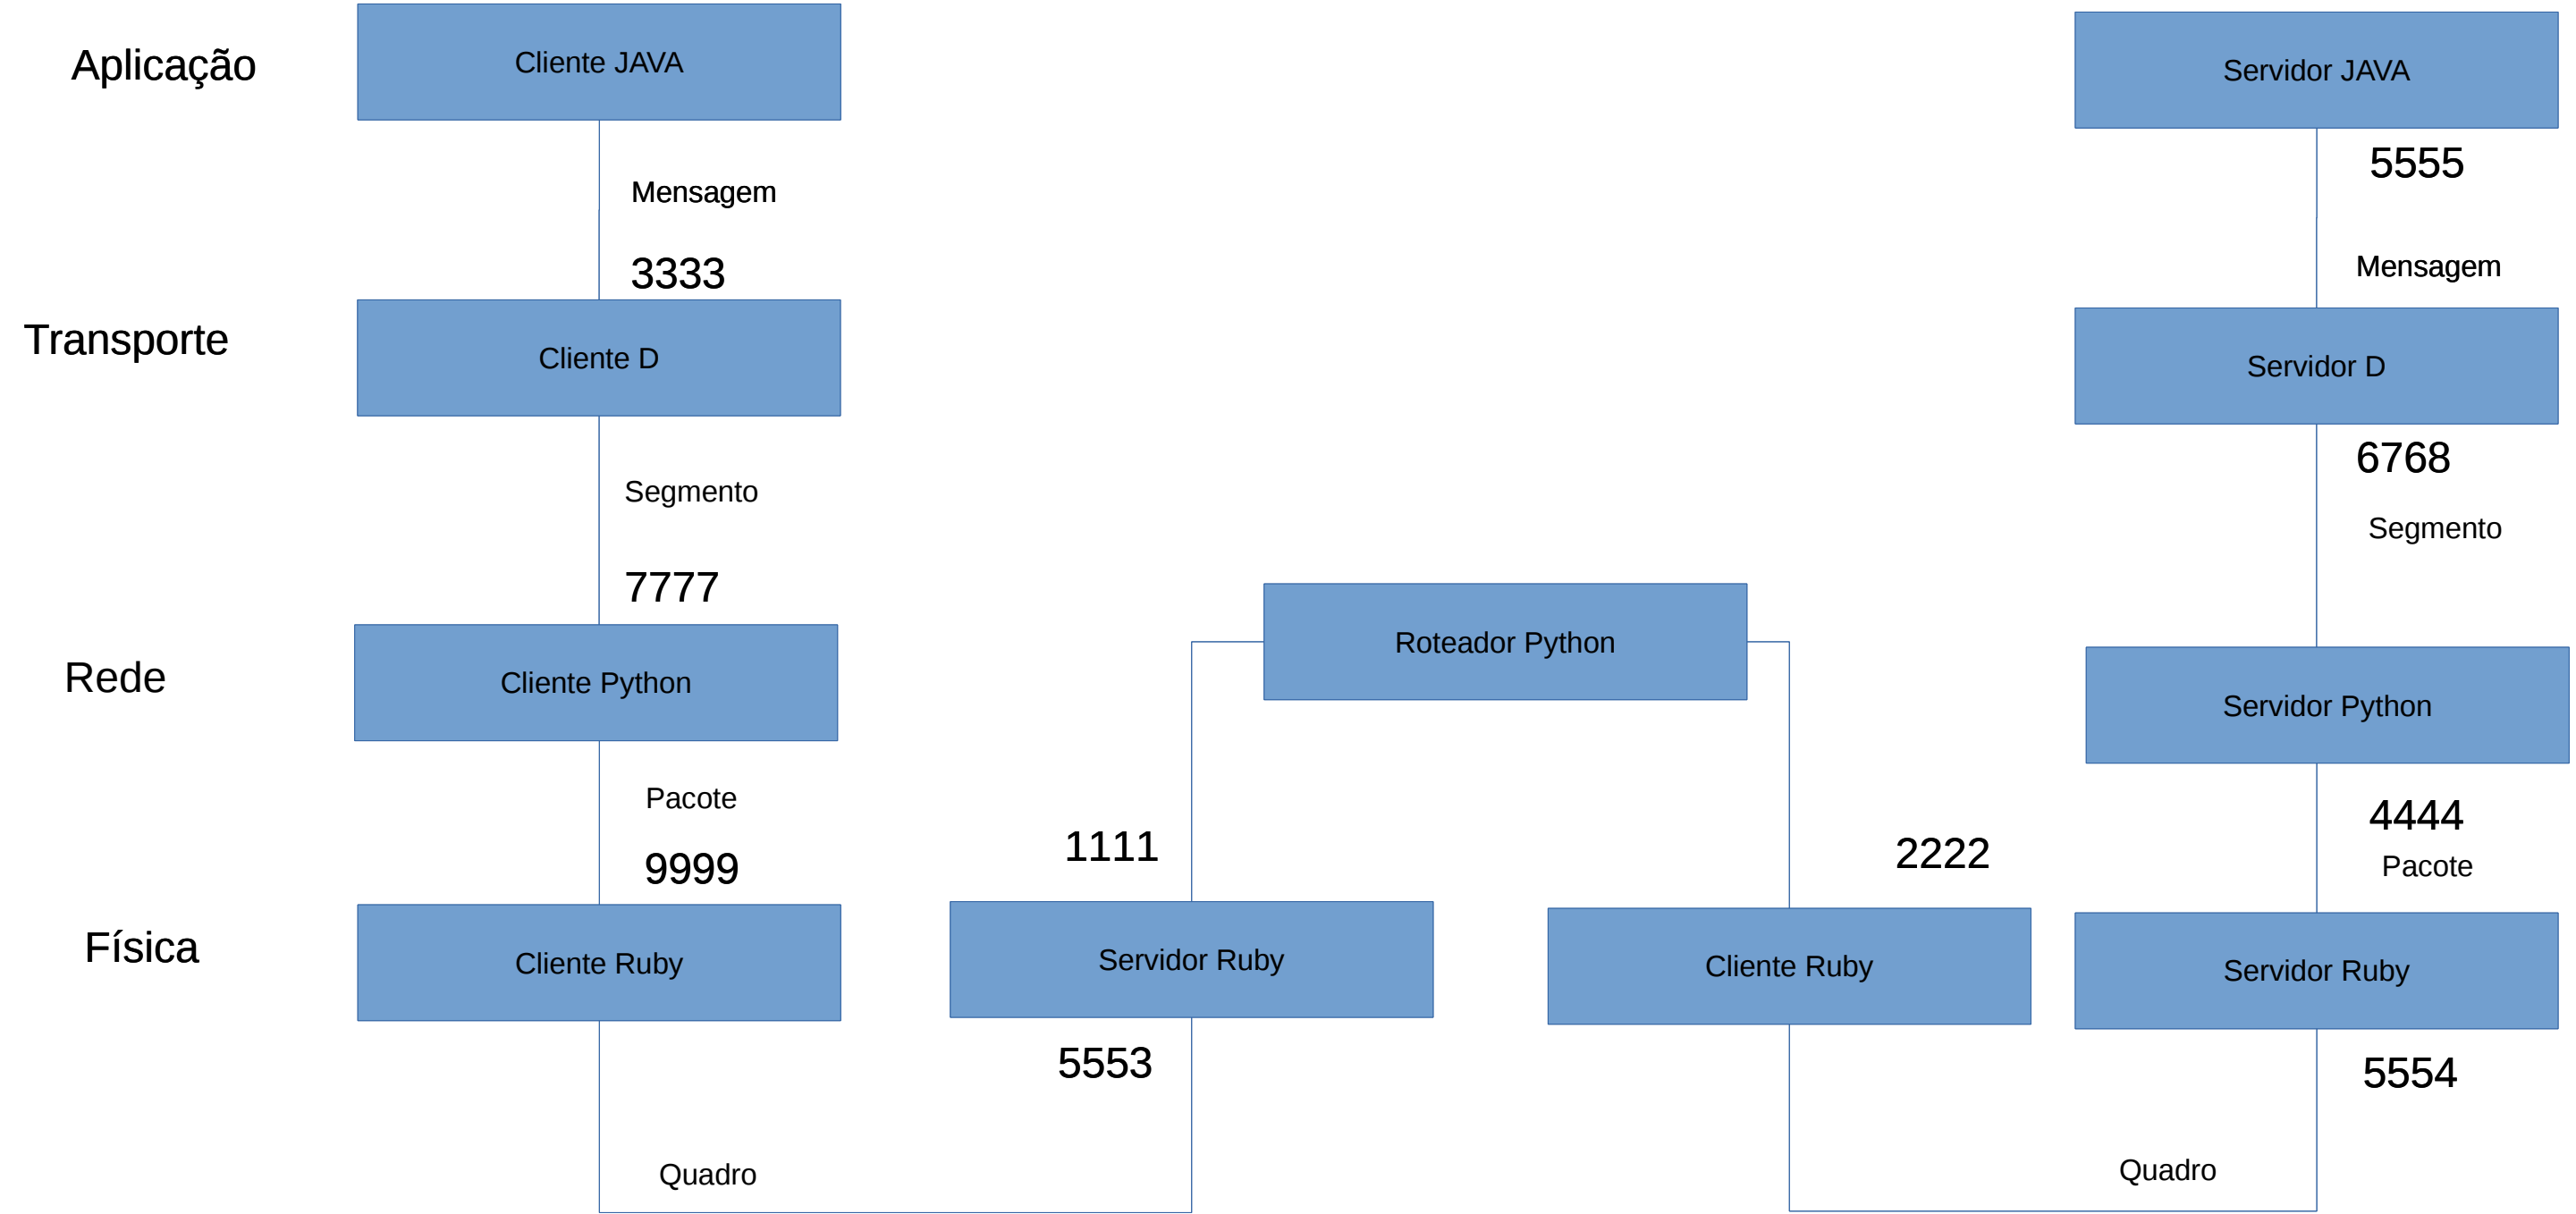 Aplicação
Cliente JAVA
Servidor JAVA
5555
Mensagem
Mensagem
3333
Transporte
Cliente D
Servidor D
6768
Segmento
Segmento
7777
Roteador Python
Rede
Cliente Python
Servidor Python
Pacote
4444
1111
2222
Pacote
9999
Física
Cliente Ruby
Servidor Ruby
Cliente Ruby
Servidor Ruby
5553
5554
Quadro
Quadro